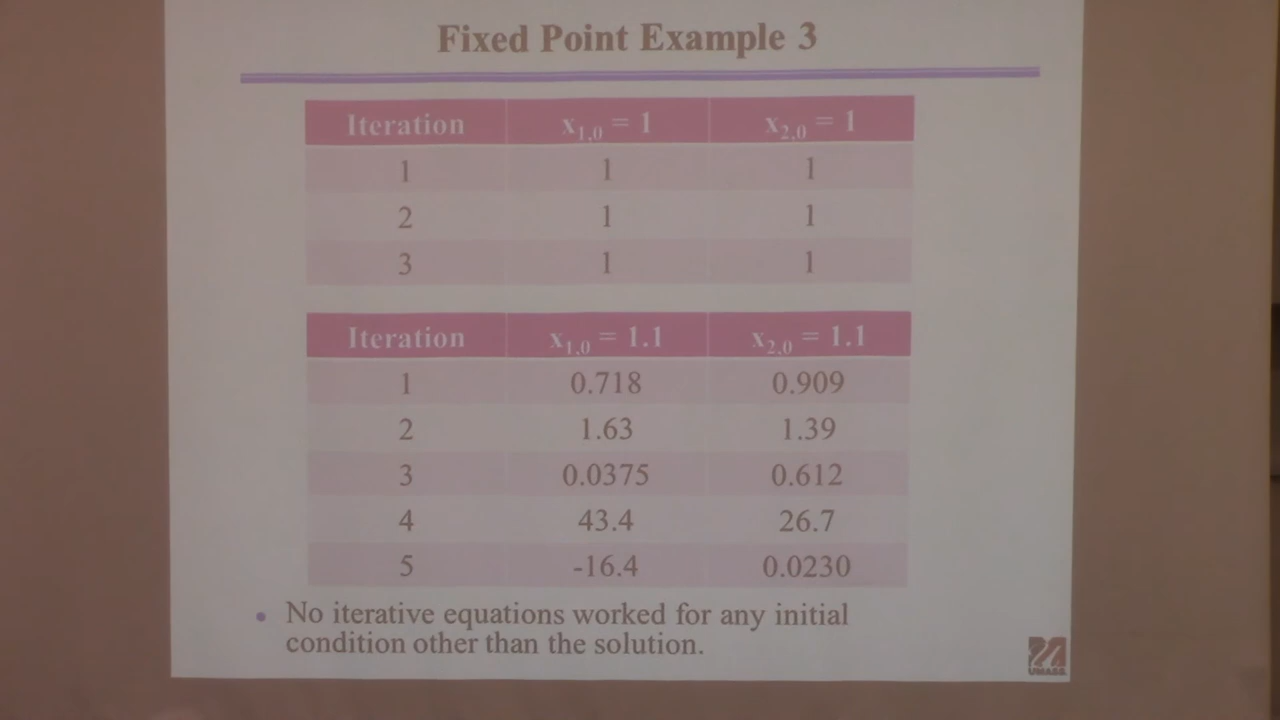 Fixed Point Example 3
Iteration x1,0 = 1 x2,0 = 1
1 1 1
2 1 1
3 1 1
Iteration x1,0 = 1.1 x2,0 = 1.1
1 0.718 0.909
2 1.63 1.39
3 0.0375 0.612
4 43.4 26.7
5 -16.4 0.0230
• No iterative equations worked for any initial
condition other than the solution.
UMASS